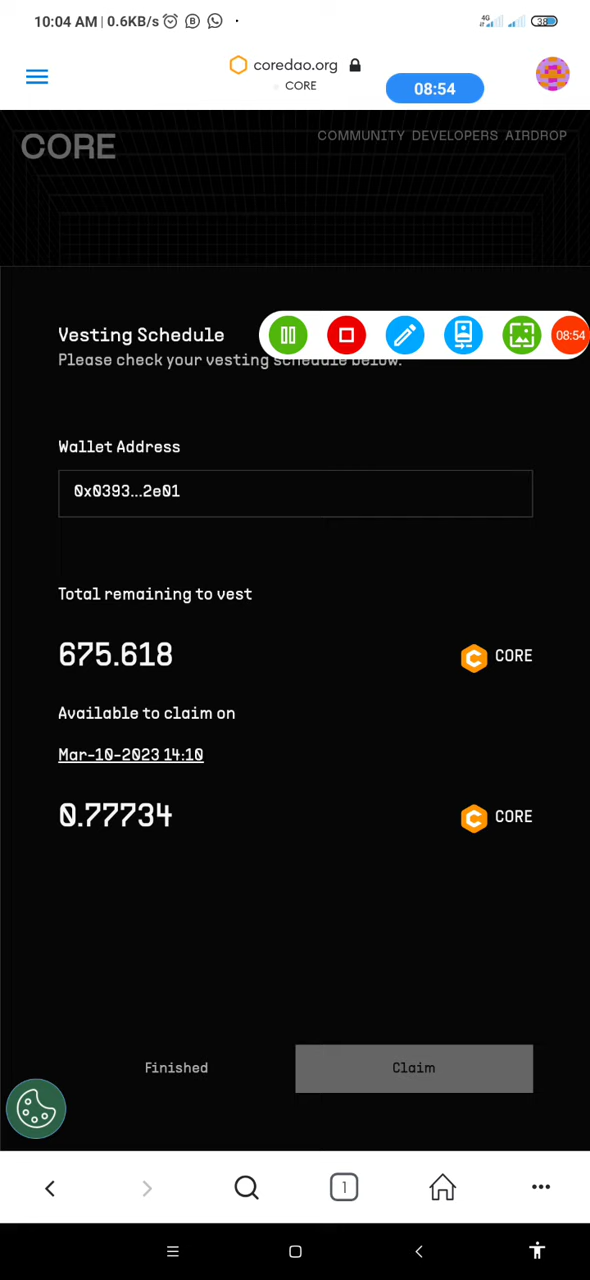 10:04 AM | 0.6KB/s
4G
38
coredao.org
CORE
08:54
CORE
COMMUNITY DEVELOPERS AIRDROP
Vesting Schedule
08:54
Please check your vesting schedule below.
Wallet Address
0x0393...2e01
Total remaining to vest
675.618
CORE
Available to claim on
Mar-10-2023 14:10
0.77734
CORE
Finished
Claim
1